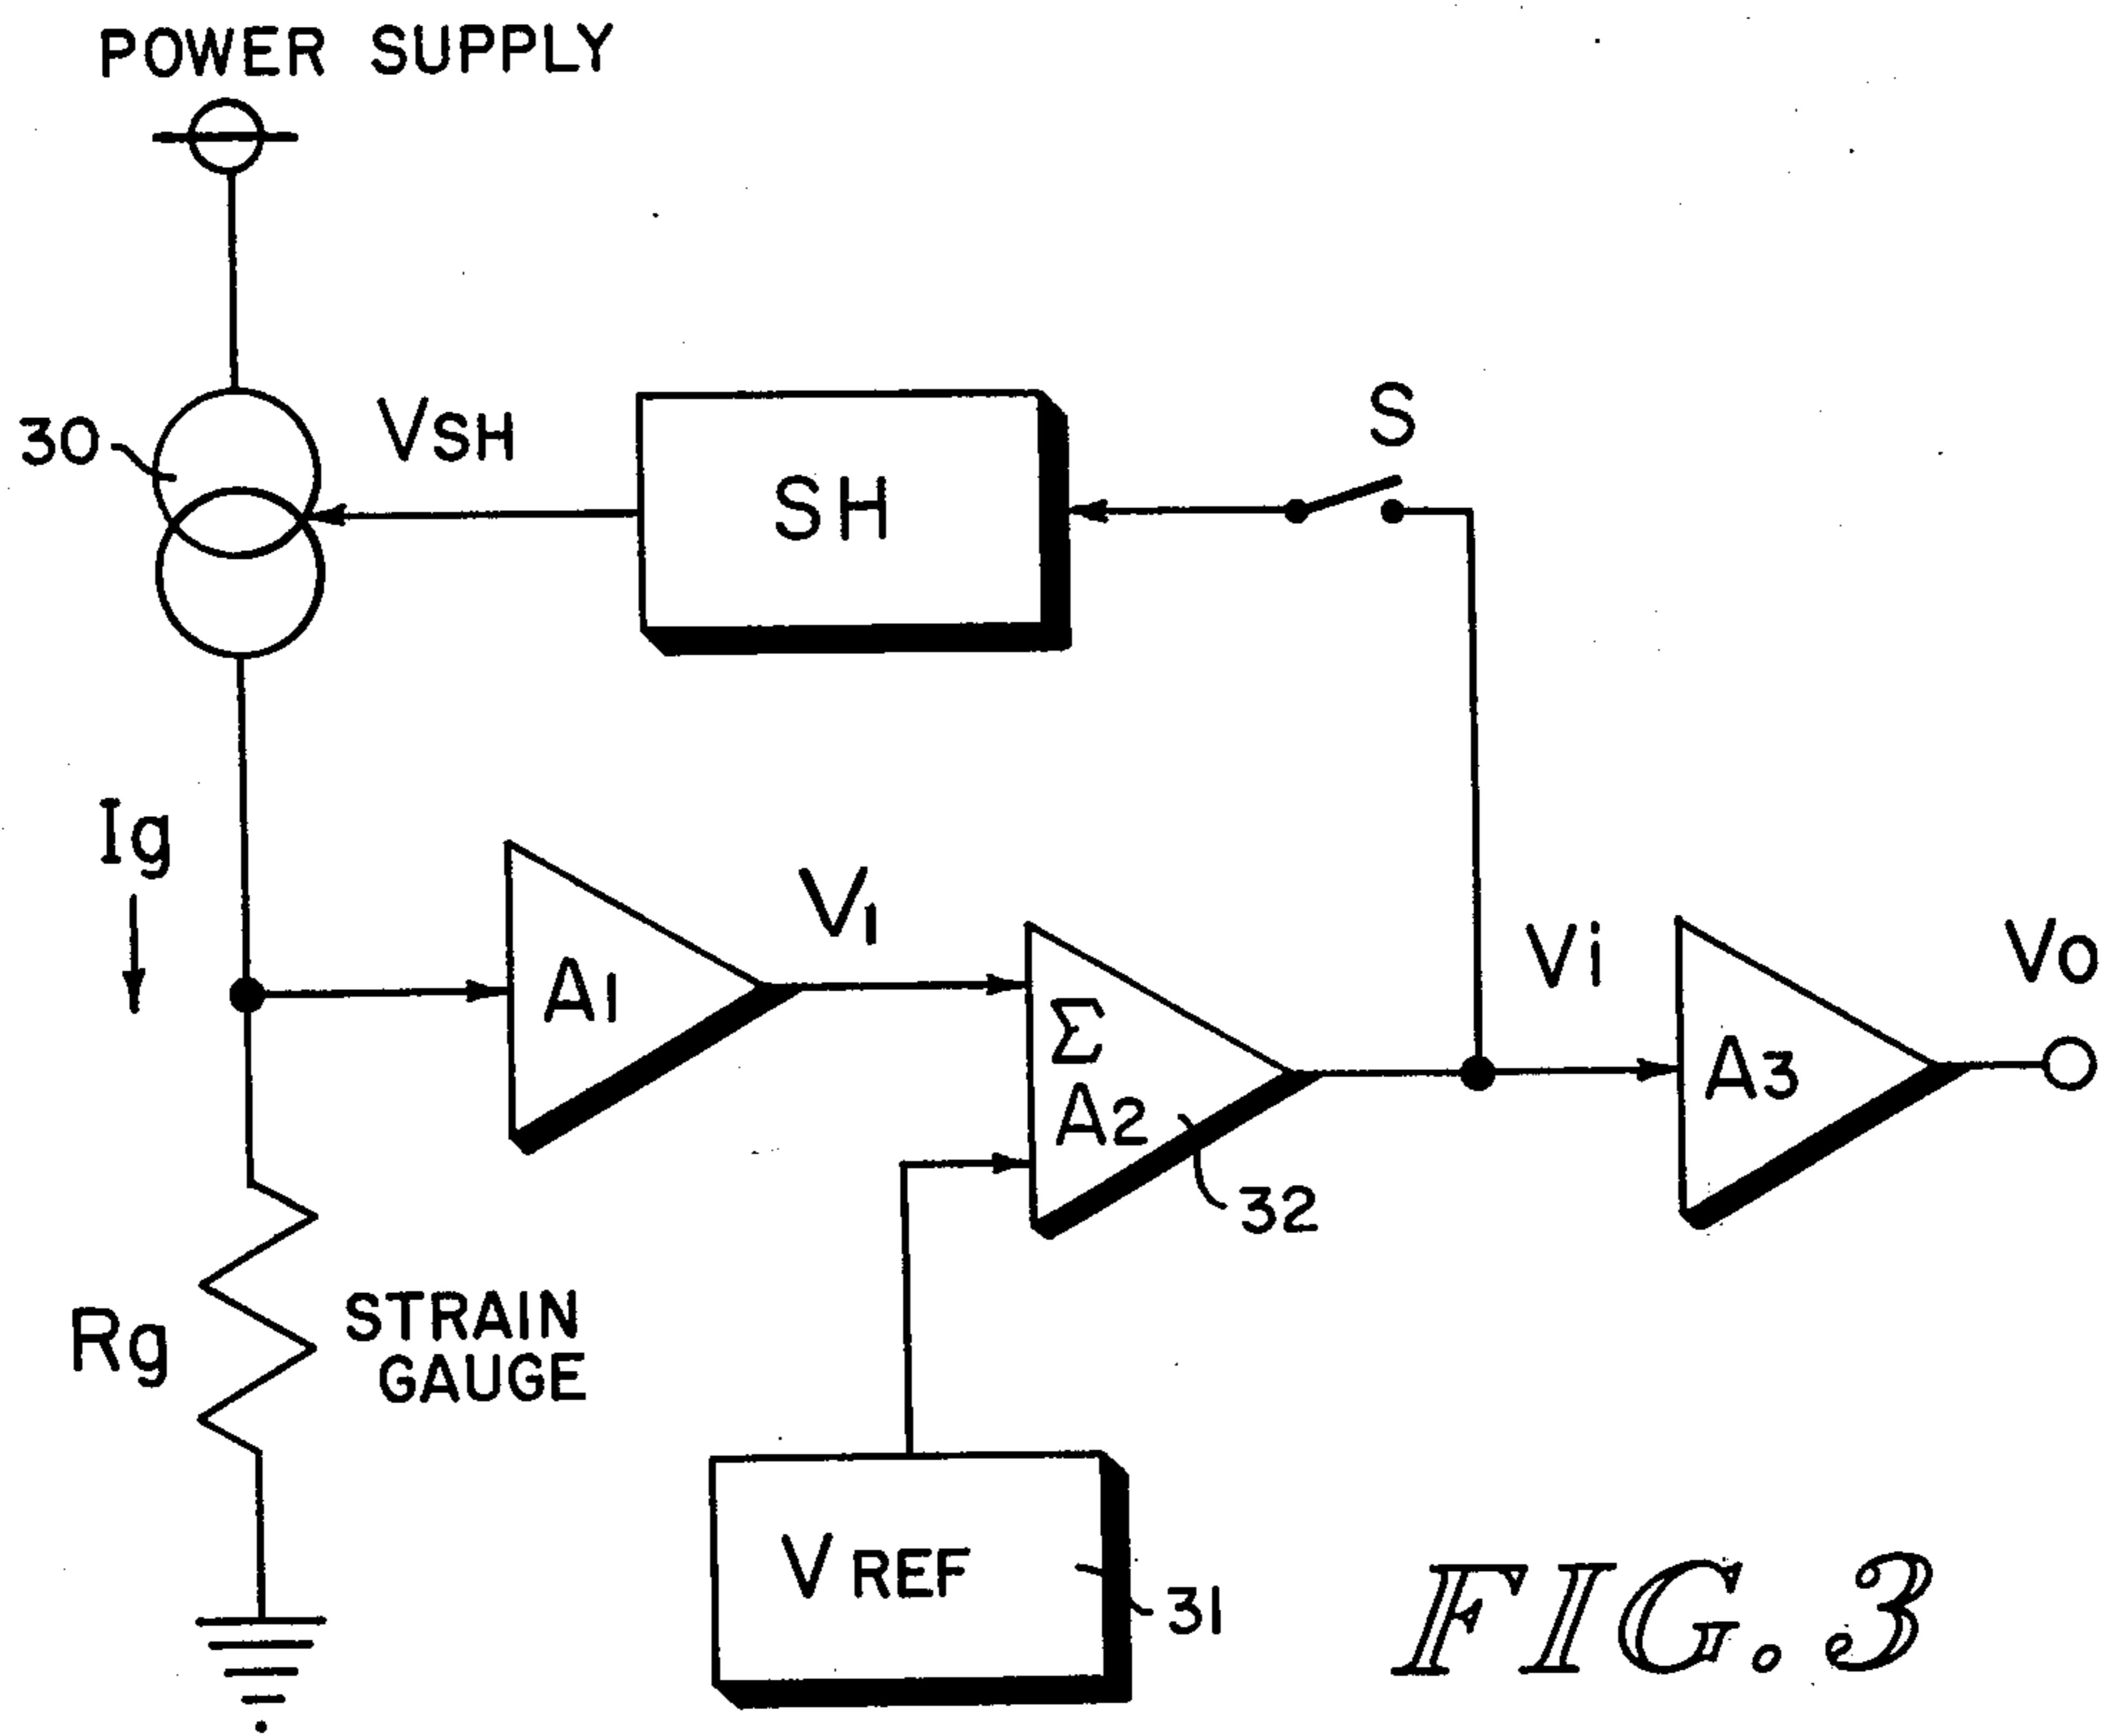 POWER SUPPLY
30
VSH
SH
S
Ig
A1
V1
Σ
A2
32
Vi
A3
Vo
Rg
STRAIN
GAUGE
VREF
31
FIG. 3